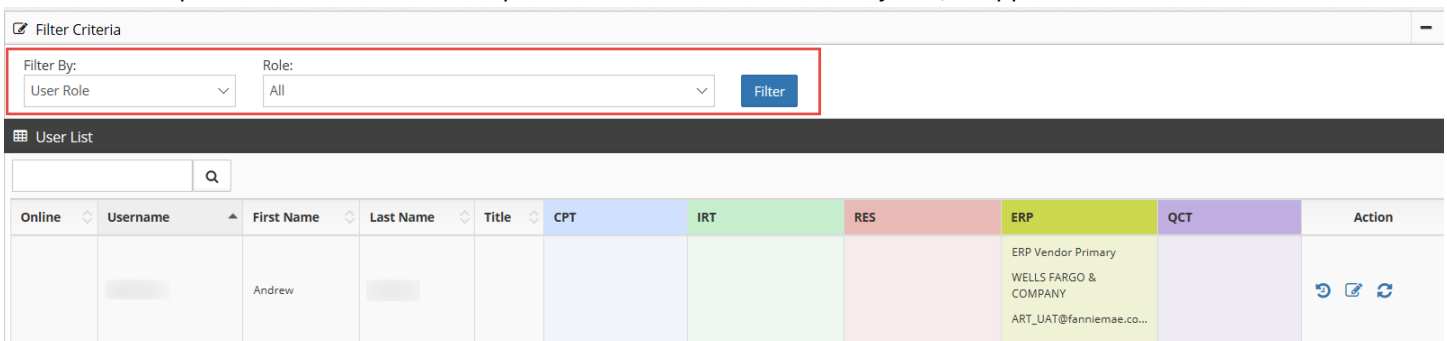 Filter Criteria
Filter By:
Role:
User Role
All
Filter
User List
Online Username First Name Last Name Title CPT IRT RES ERP QCT Action
Andrew
ERP Vendor Primary
WELLS FARGO &
COMPANY
ART_UAT@fanniemae.co...